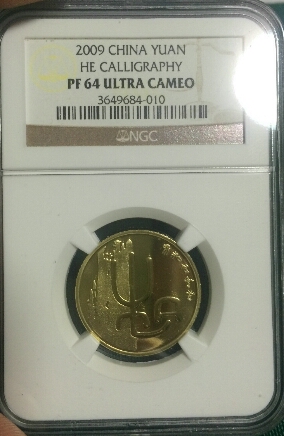 2009 CHINA YUAN
HE CALLIGRAPHY
PF 64 ULTRA CAMEO
3649684-010
NGC